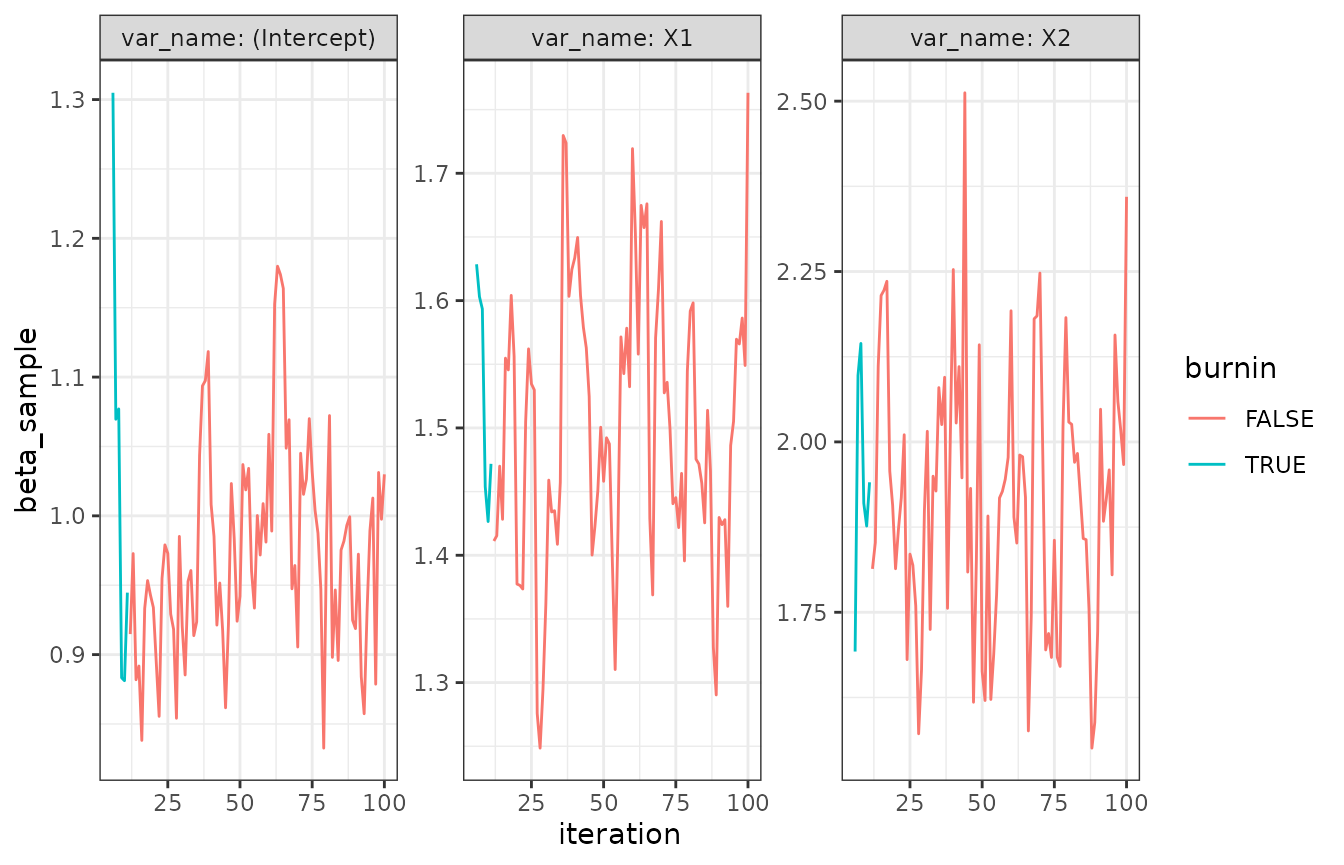 var_name: (Intercept)
var_name: X1
var_name: X2
beta_sample
1.3
1.2
1.1
1.0
0.9
25 50 75 100
1.7
1.6
1.5
1.4
1.3
25 50 75 100
2.50
2.25
2.00
1.75
25 50 75 100
iteration
burnin
FALSE
TRUE